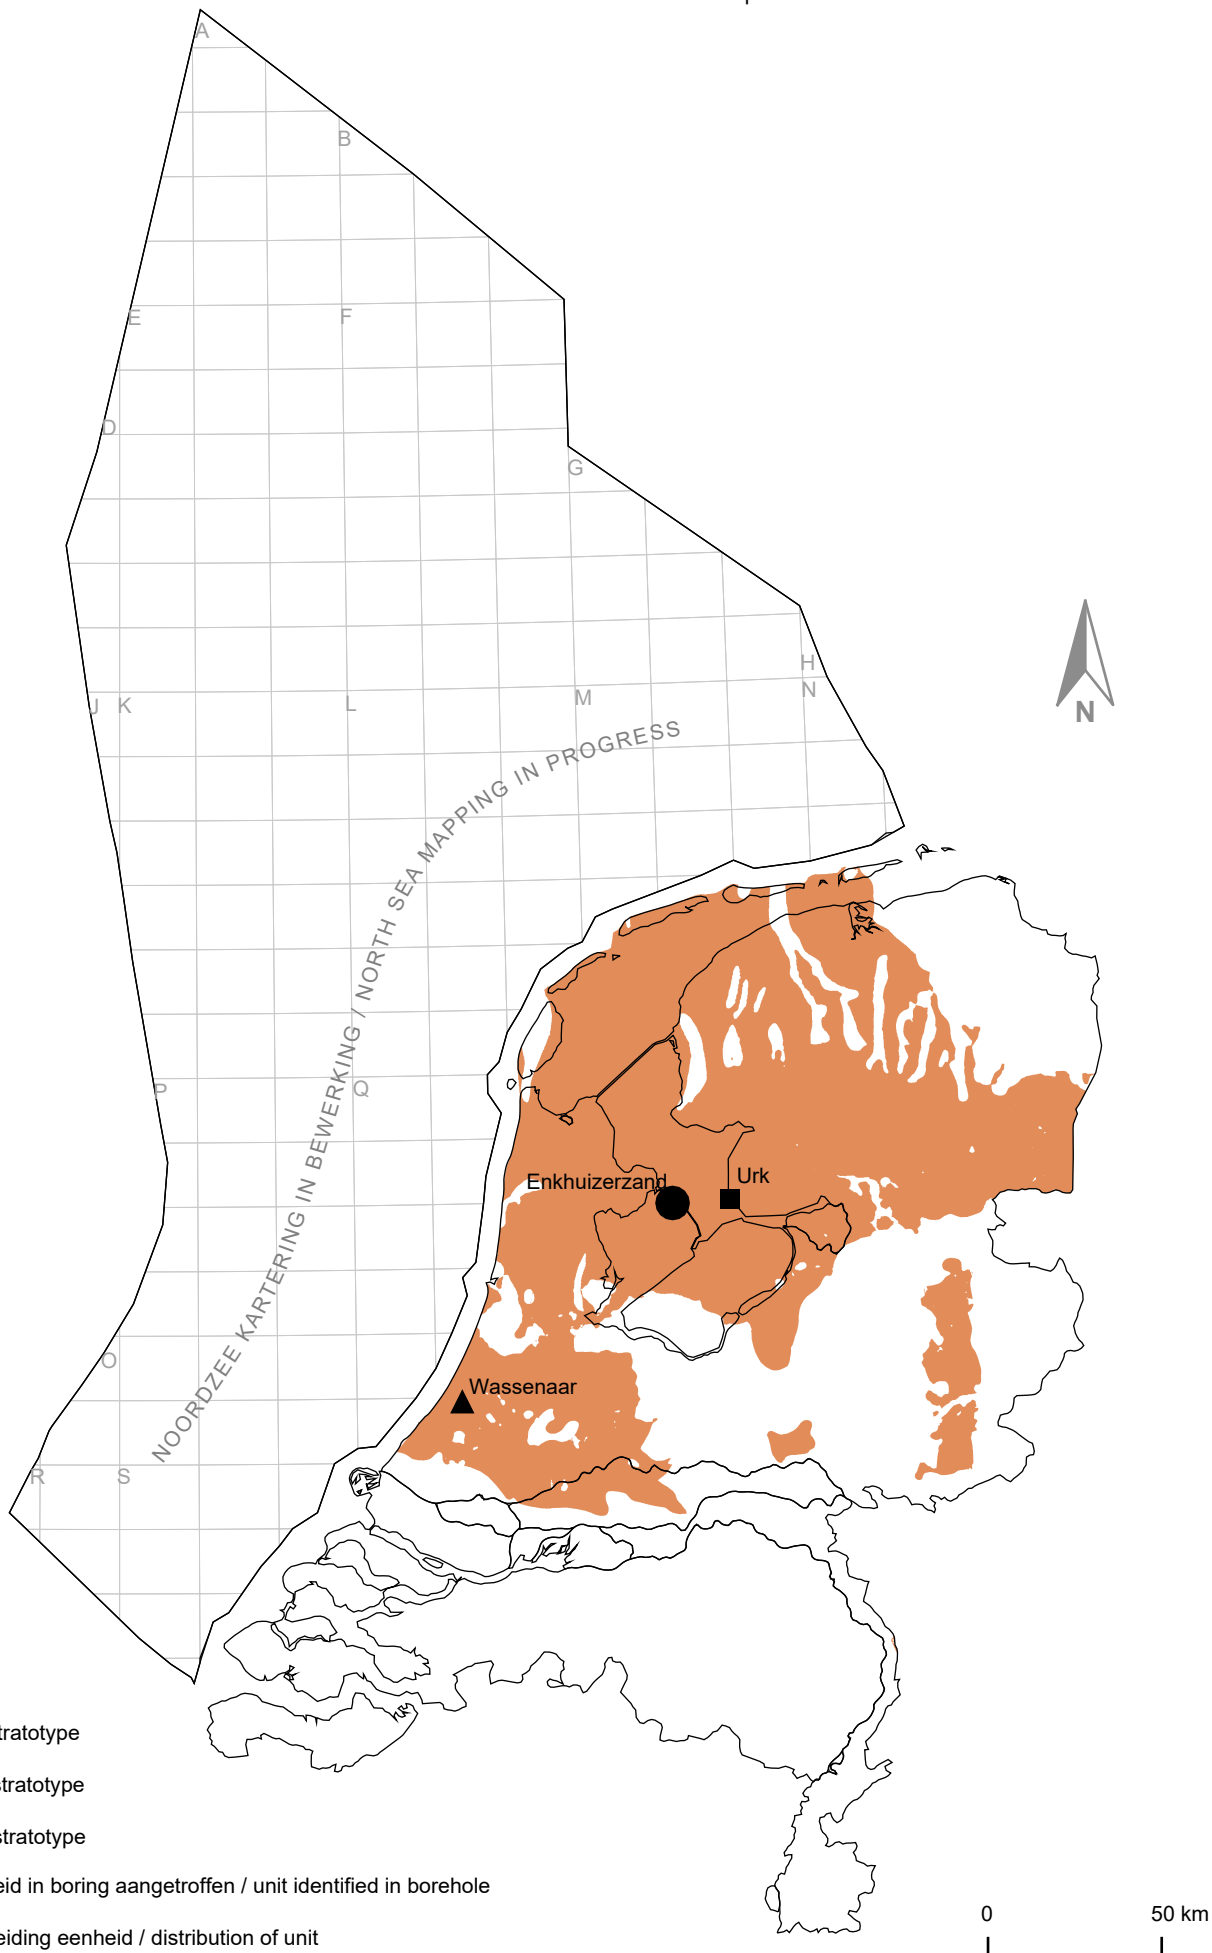 A
B
E
F
D
G
H
N
J K
L
M
NOORDZEE KARTERING IN BEWERKING / NORTH SEA MAPPING IN PROGRESS
N
P
Q
Enkhuizerzand
Urk
O
Wassenaar
R
S
tratotype
stratotype
stratotype
eid in boring aangetroffen / unit identified in borehole
eiding eenheid / distribution of unit
0
50 km